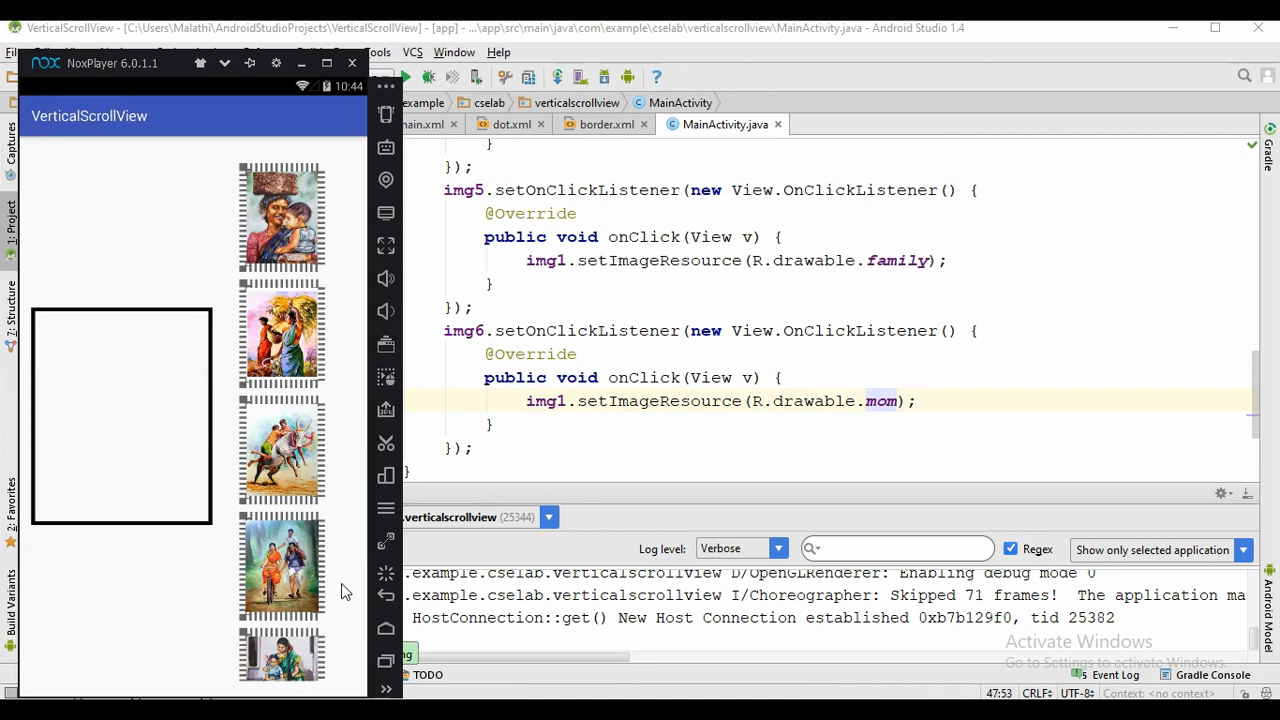 VerticalScrollView - [C:\Users\Malathi\AndroidStudioProjects\VerticalScrollView] - [app] - ...\app\src\main\java\com\example\cselab\verticalscrollview\MainActivity.java - Android Studio 1.4
VCS Window Help
NoxPlayer 6.0.1.1
10:44
VerticalScrollView
cselab verticalscrollview MainActivity
dot.xml border.xml MainActivity.java
Captures
1: Project
2: Structure
2: Favorites
Build Variants
Gradle
Android Model
}
});
img5.setOnClickListener(new View.OnClickListener() {
@Override
public void onClick(View v) {
img1.setImageResource(R.drawable.family);
}
});
img6.setOnClickListener(new View.OnClickListener() {
@Override
public void onClick(View v) {
img1.setImageResource(R.drawable.mom);
}
});
}
.verticalscrollview (25344)
Log level: Verbose Regex Show only selected application
.example.cselab.verticalscrollview D/OpenGLRenderer: Enabling debug mode 0
.example.cselab.verticalscrollview I/Choreographer: Skipped 71 frames! The application ma
HostConnection::get() New Host Connection established 0xb7b129f0, tid 25382
Activate Windows
Go to Settings to activate Windows.
TODO Event Log Gradle Console
47:53 CRLF UTF-8 Context: <no context>